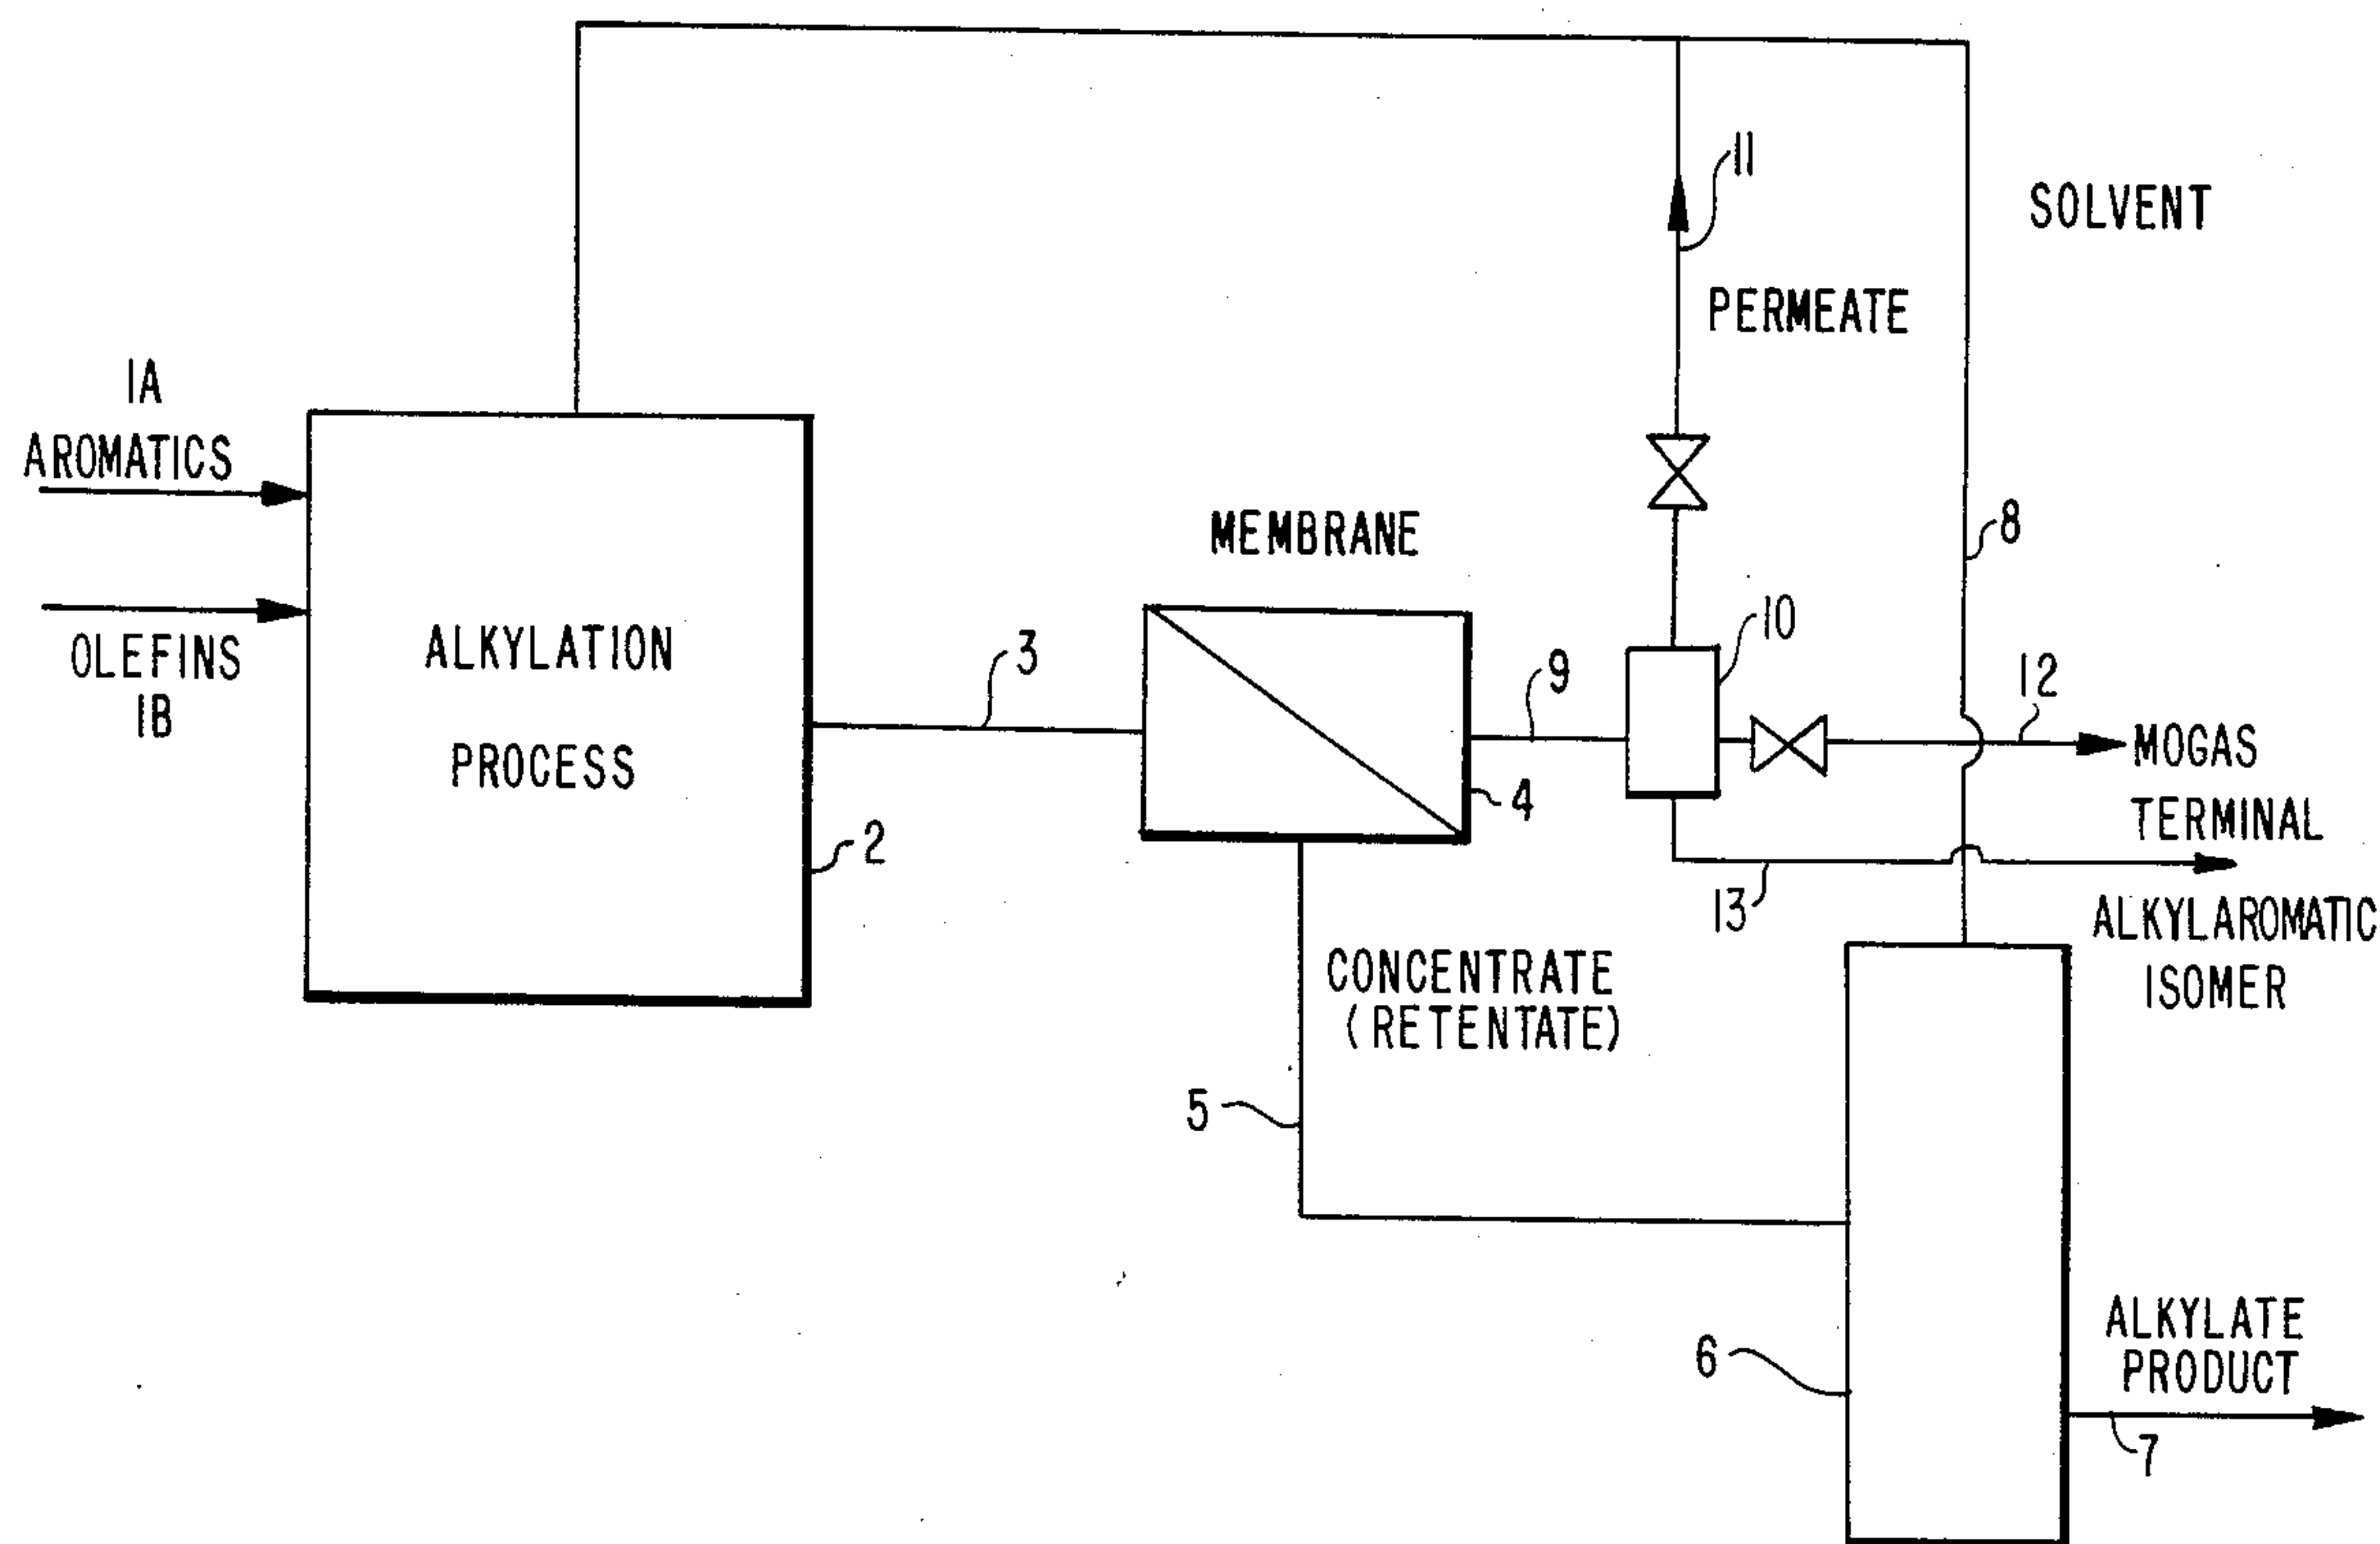 11
SOLVENT
PERMEATE
1A
AROMATICS
OLEFINS
1B
ALKYLATION
PROCESS
2
3
MEMBRANE
4
9
10
8
12
MOGAS
TERMINAL
13
ALKYLAROMATIC
ISOMER
CONCENTRATE
(RETENTATE)
5
6
ALKYLATE
PRODUCT
7